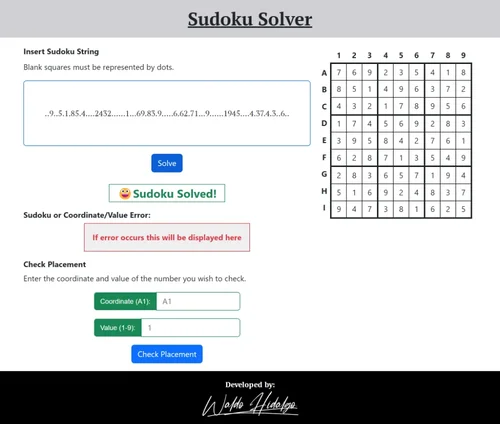 Sudoku Solver
Insert Sudoku String
Blank squares must be represented by dots.
..9..5.1.85.4....2432......1...69.83.9.....6.62.71...9......1945....4.37.4.3..6..
Solve
Sudoku Solved!
Sudoku or Coordinate/Value Error:
If error occurs this will be displayed here
Check Placement
Enter the coordinate and value of the number you wish to check.
Coordinate (A1): A1
Value (1-9): 1
Check Placement
1 2 3 4 5 6 7 8 9
A 7 6 9 2 3 5 4 1 8
B 8 5 1 4 9 6 3 7 2
C 4 3 2 1 7 8 9 5 6
D 1 7 4 5 6 9 2 8 3
E 3 9 5 8 4 2 7 6 1
F 6 2 8 7 1 3 5 4 9
G 2 8 3 6 5 7 1 9 4
H 5 1 6 9 2 4 8 3 7
I 9 4 7 3 8 1 6 2 5
Developed by:
Waldo Hidalgo